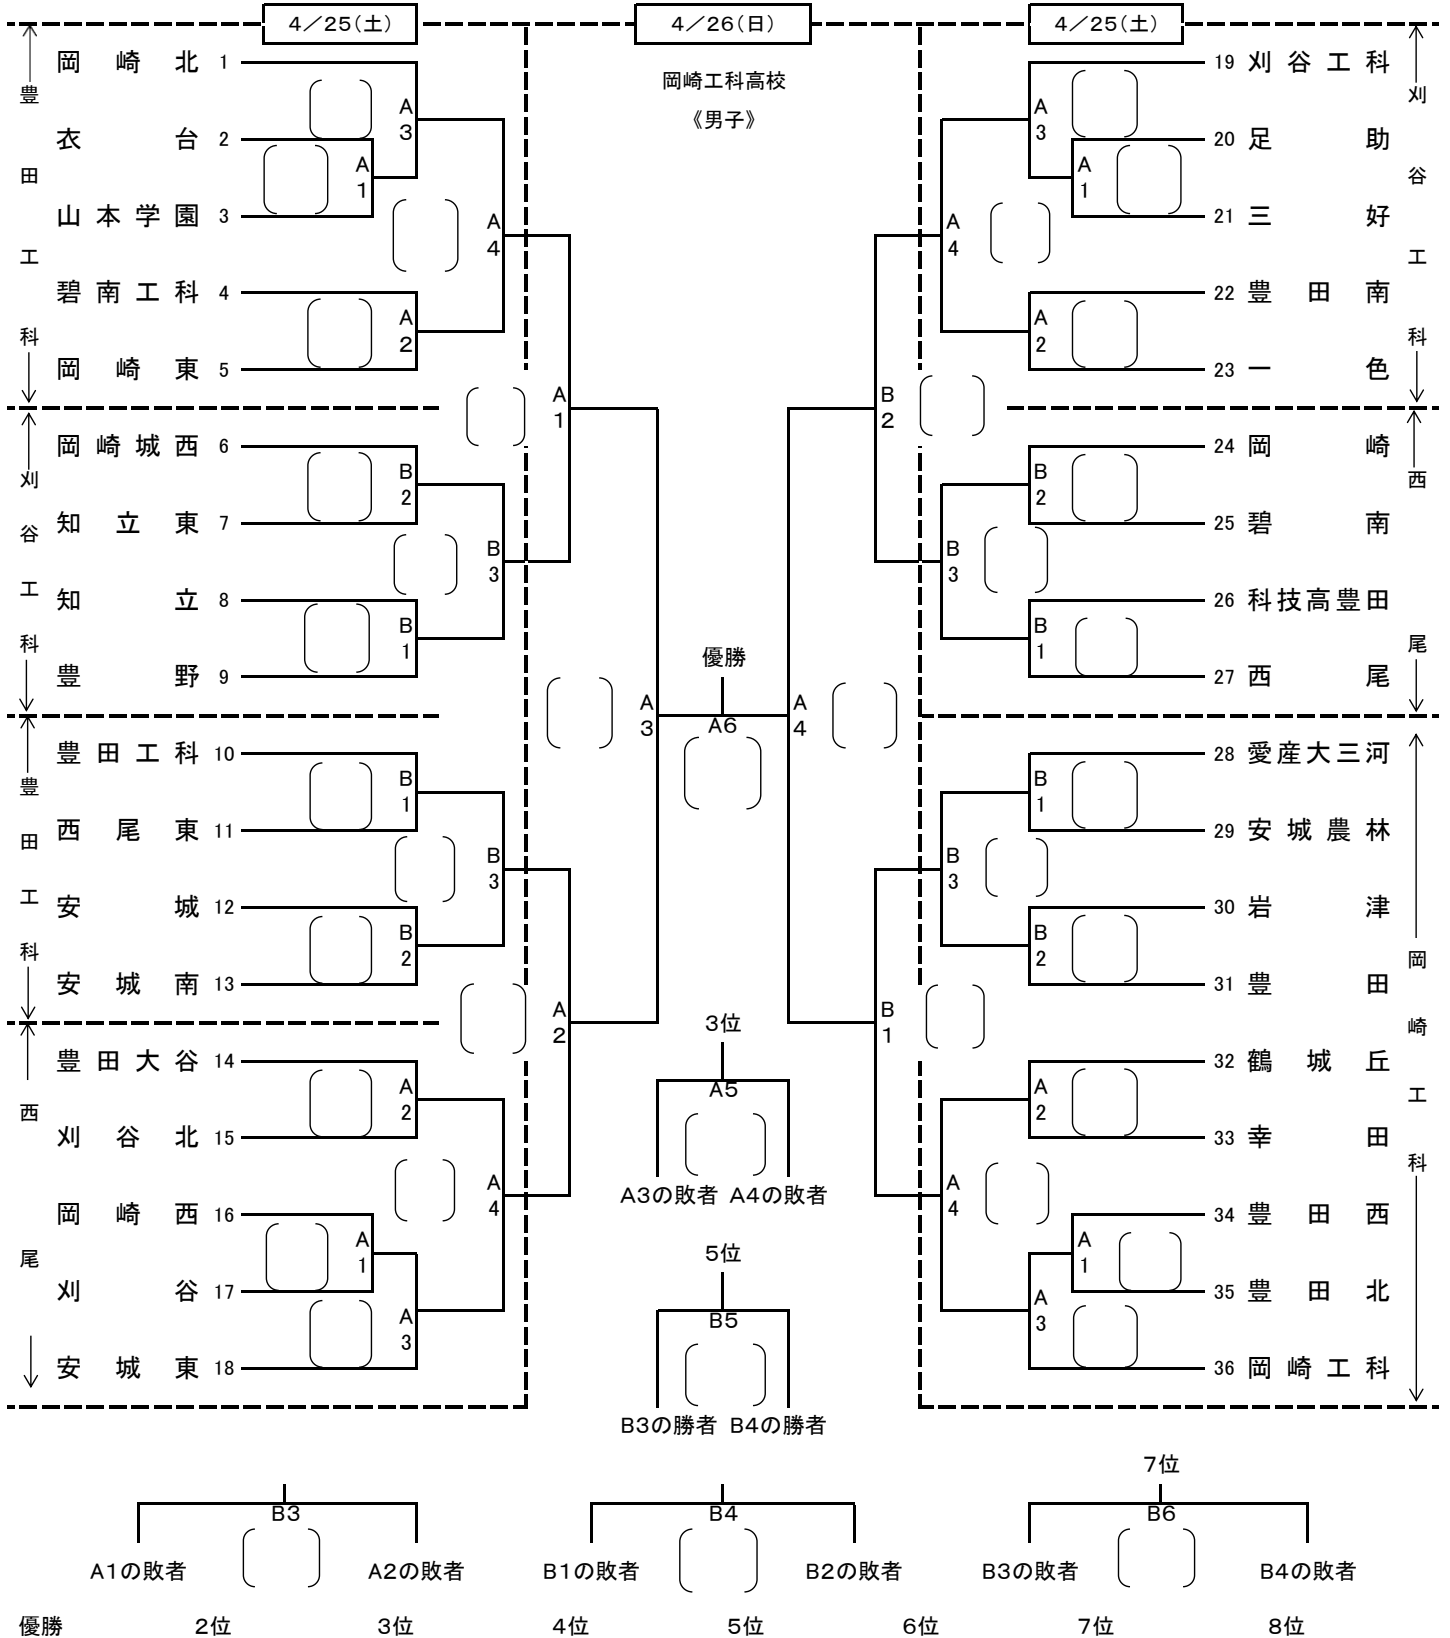 4／25(土)
4／26(日)
4／25(土)
岡崎工科高校
《男子》
豊田工科
岡崎北 1
衣台 2
山本学園 3
碧南工科 4
岡崎東 5
A3
A1
A4
A2
刈谷工科
岡崎城西 6
知立東 7
知立 8
豊野 9
B2
B3
B1
豊田工科
豊田工科 10
西尾東 11
安城 12
安城南 13
B1
B3
B2
西尾
豊田大谷 14
刈谷北 15
岡崎西 16
刈谷 17
安城東 18
A2
A4
A1
A3
A1
A2
A3
優勝
A6
A4
B2
B1
3位
A5
A3の敗者 A4の敗者
5位
B5
B3の勝者 B4の勝者
刈谷工科
19 刈谷工科
20 足助
21 三好
22 豊田南
23 一色
A3
A1
A4
A2
西尾
24 岡崎
25 碧南
26 科技高豊田
27 西尾
B2
B3
B1
岡崎工科
28 愛産大三河
29 安城農林
30 岩津
31 豊田
32 鶴城丘
33 幸田
34 豊田西
35 豊田北
36 岡崎工科
B1
B3
B2
A2
A4
A1
A3
7位
B3
B4
B6
A1の敗者 A2の敗者 B1の敗者 B2の敗者 B3の敗者 B4の敗者
優勝 2位 3位 4位 5位 6位 7位 8位